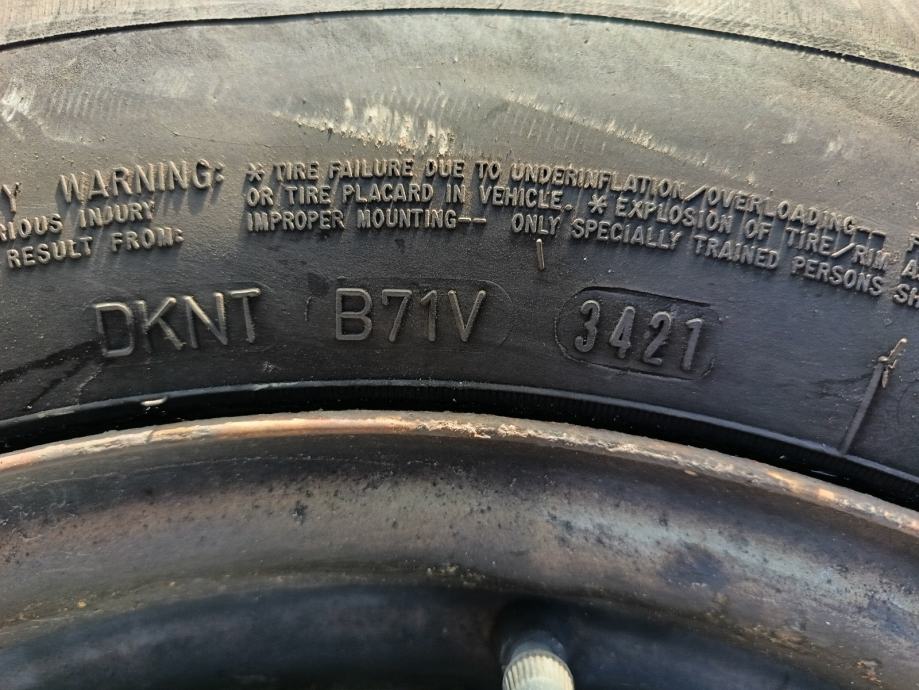 WARNING: * TIRE FAILURE DUE TO UNDERINFLATION/OVERLOADING--
INJURY OR TIRE PLACARD IN VEHICLE. * EXPLOSION OF TIRE/RIM
RESULT FROM: IMPROPER MOUNTING-- ONLY SPECIALLY TRAINED PERSONS
DKNT B71V 3421